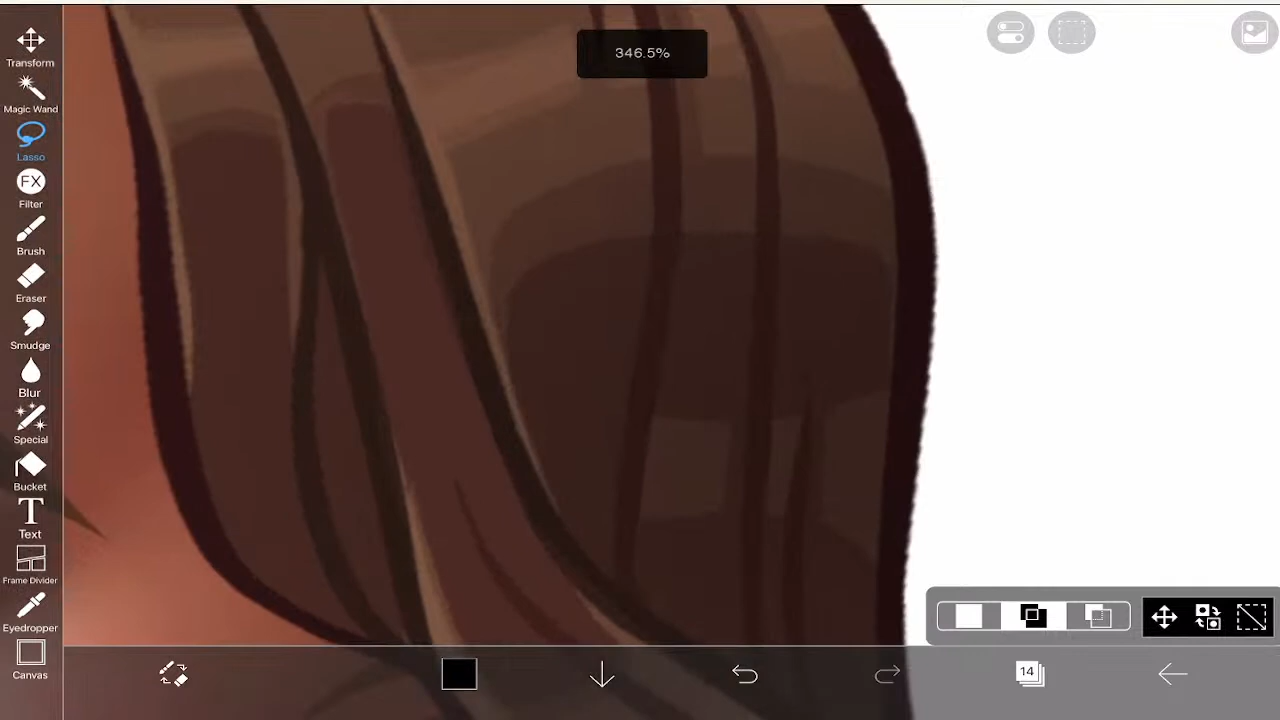 346.5%
Transform
Magic Wand
Lasso
FX
Filter
Brush
Eraser
Smudge
Blur
Special
Bucket
T
Text
Frame Divider
Eyedropper
Canvas
14